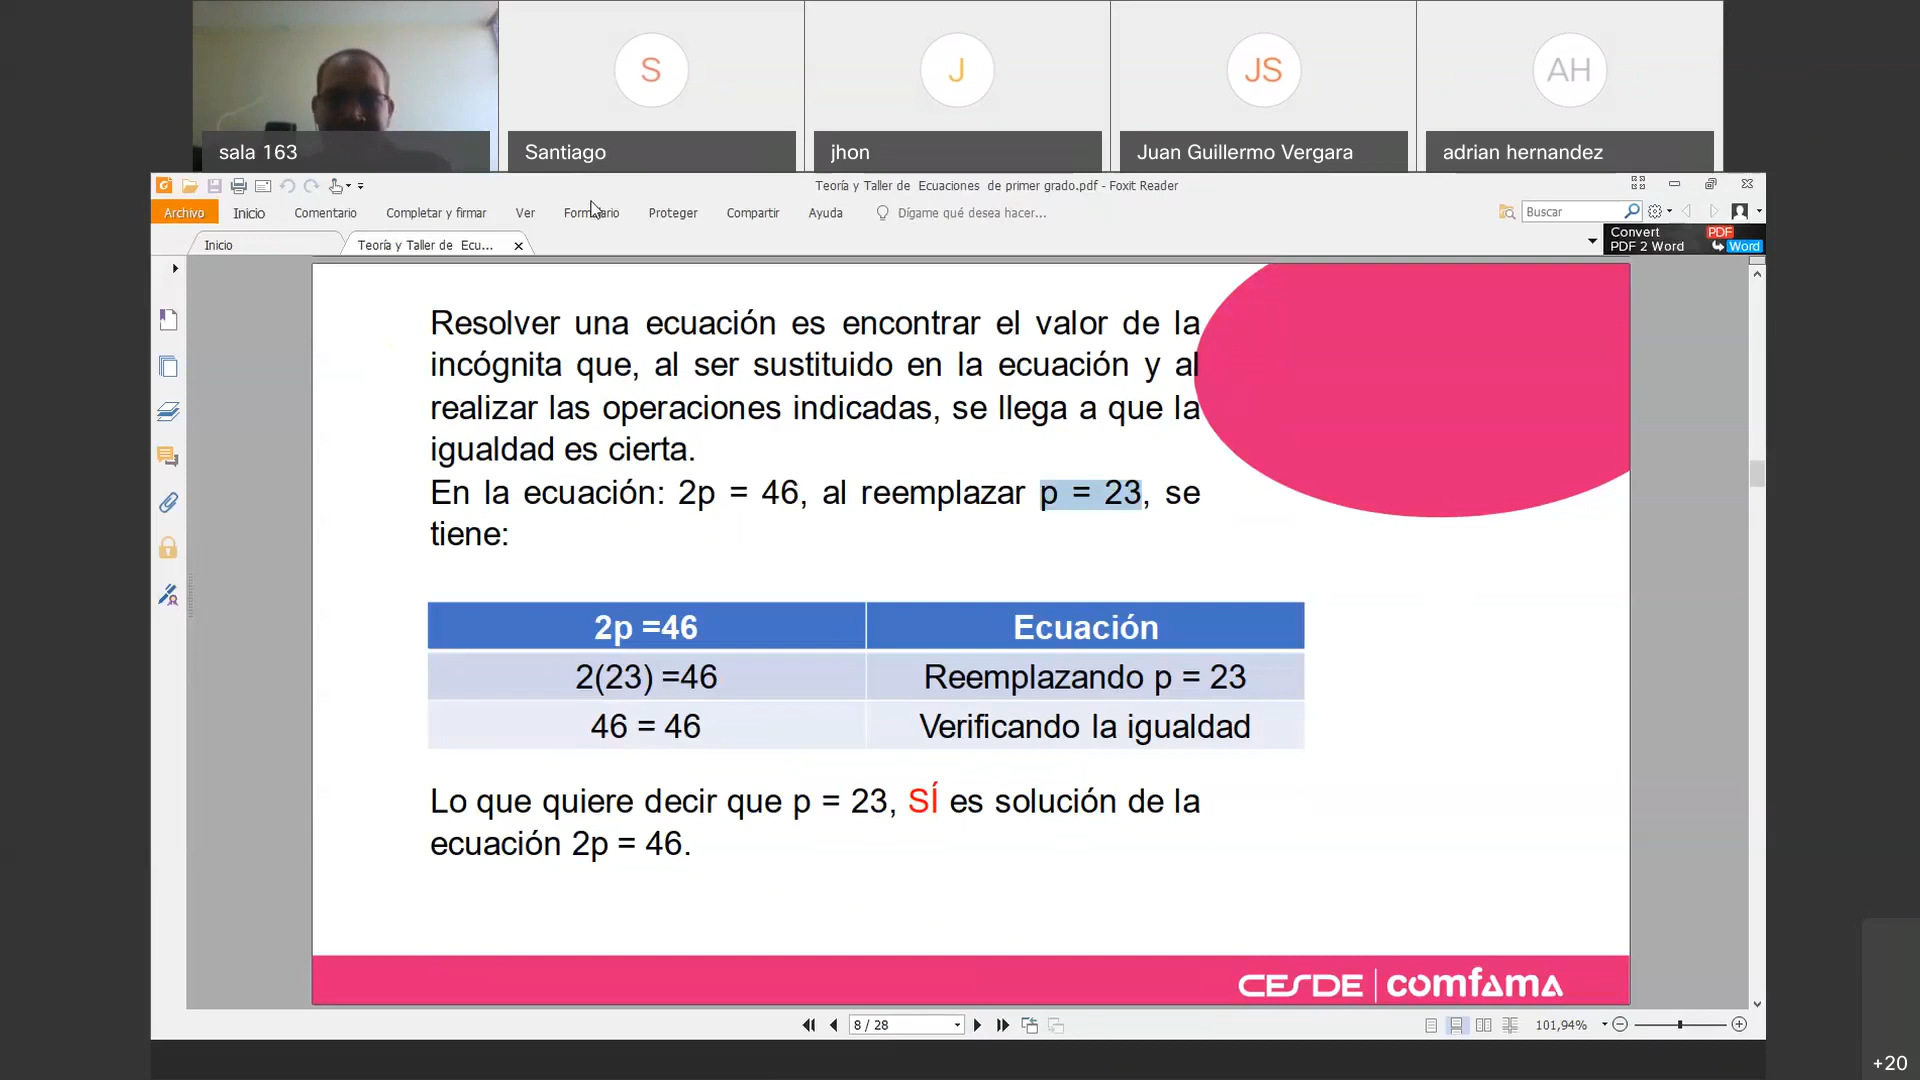 S
J
JS
AH
sala 163
Santiago
jhon
Juan Guillermo Vergara
adrian hernandez
Teoría y Taller de Ecuaciones de primer grado.pdf - Foxit Reader
Archivo
Inicio
Comentario
Completar y firmar
Ver
Formulario
Proteger
Compartir
Ayuda
Dígame qué desea hacer...
Buscar
Inicio
Teoría y Taller de Ecu...
Convert
PDF 2 Word
PDF
Word
Resolver una ecuación es encontrar el valor de la
incógnita que, al ser sustituido en la ecuación y al
realizar las operaciones indicadas, se llega a que la
igualdad es cierta.
En la ecuación: 2p = 46, al reemplazar p = 23, se
tiene:
2p =46 Ecuación
2(23) =46 Reemplazando p = 23
46 = 46 Verificando la igualdad
Lo que quiere decir que p = 23, SÍ es solución de la
ecuación 2p = 46.
CESDE | comfama
8 / 28
101,94%
+20